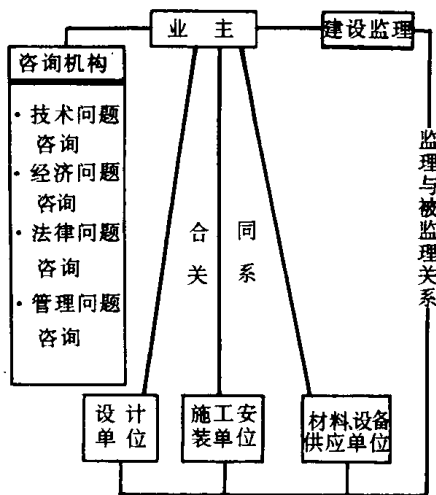 业 主
建设监理
咨询机构
· 技术问题
咨询
· 经济问题
咨询
· 法律问题
咨询
· 管理问题
咨询
合 同
关 系
监理与被监理关系
设 计
单 位
施工安
装单位
材料、设备
供应单位